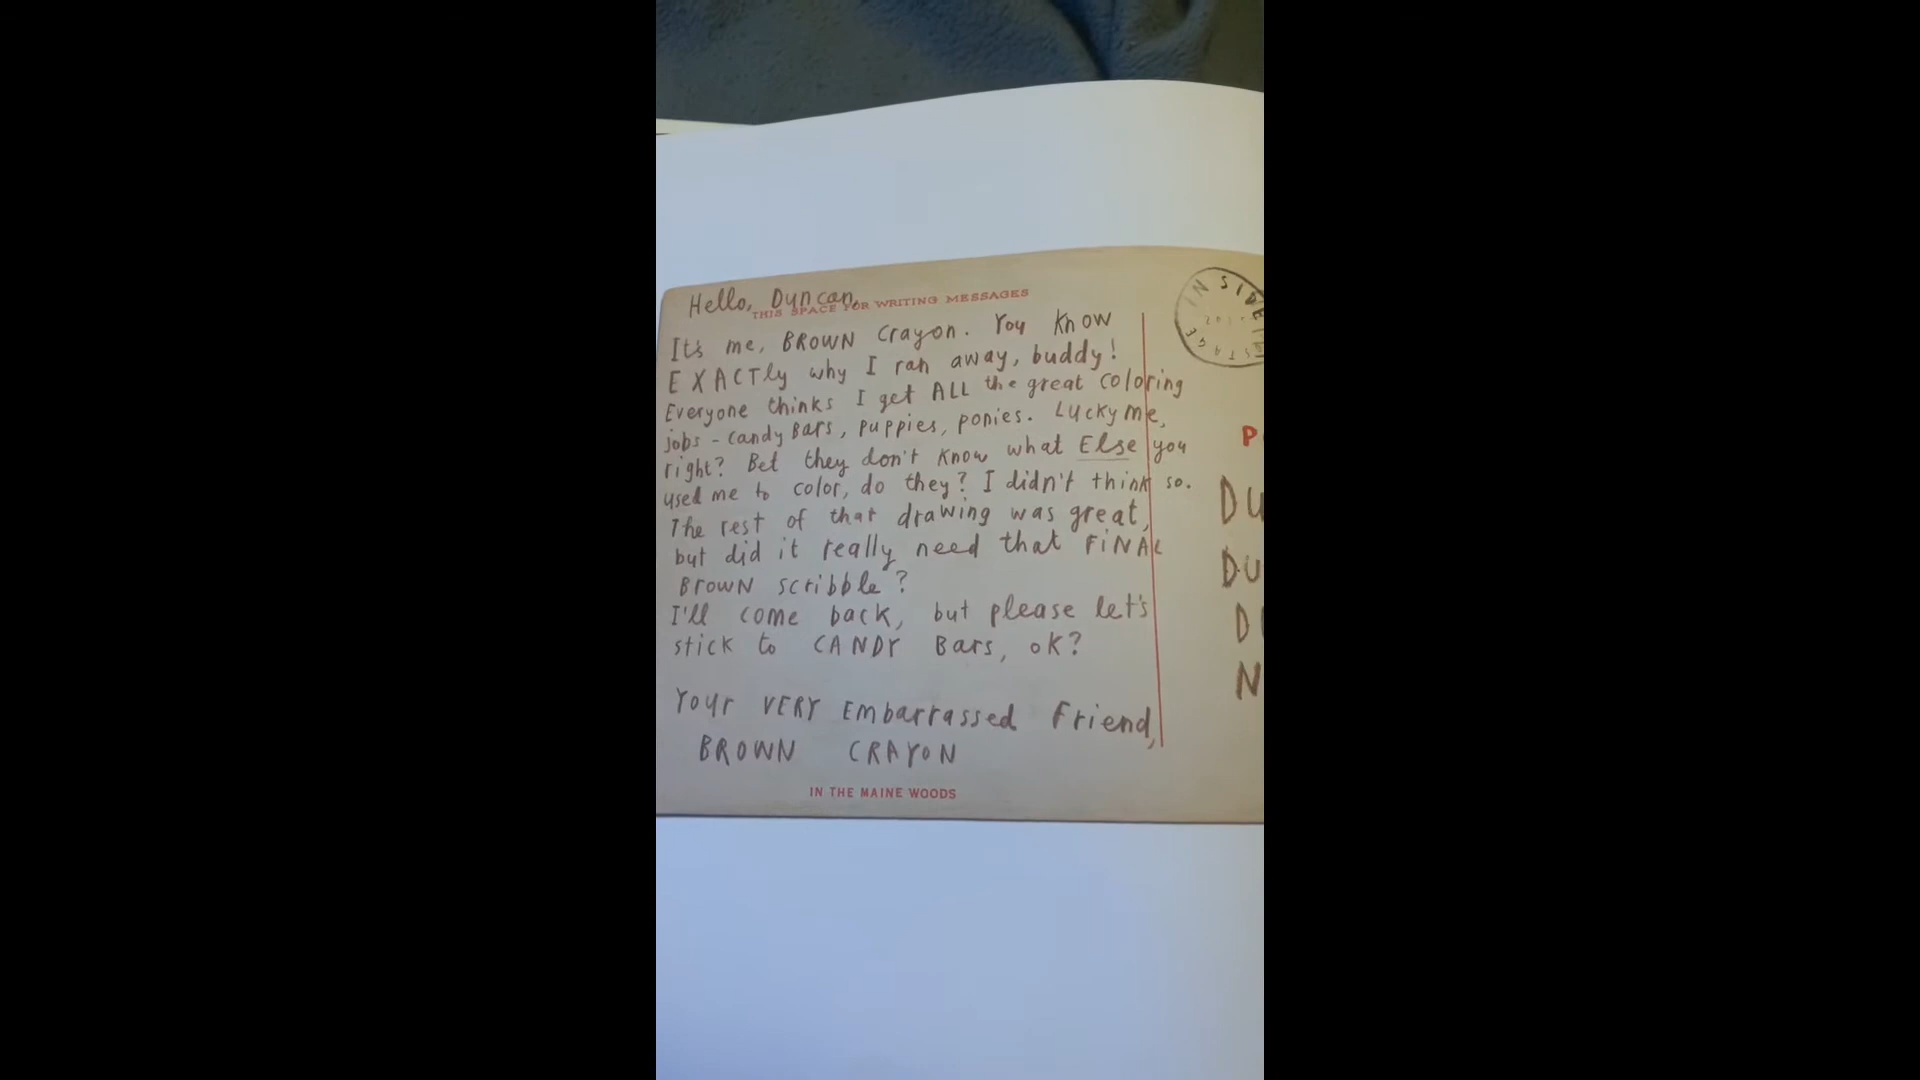 Hello, Duncan,
THIS SPACE FOR WRITING MESSAGES
It's me, BROWN Crayon. You know
EXACTly why I ran away, buddy!
Everyone thinks I get ALL the great coloring
jobs - candy Bars, puppies, ponies. Lucky me,
right? Bet they don't know what Else you
used me to color, do they? I didn't think so.
The rest of that drawing was great,
but did it really need that FiNAL
BrowN scribble?
I'll come back, but please let's
stick to CANDY Bars, ok?
Your VERY Embarrassed Friend,
BROWN CRAYON
IN THE MAINE WOODS
INSIDE
P
DU
DU
D
N